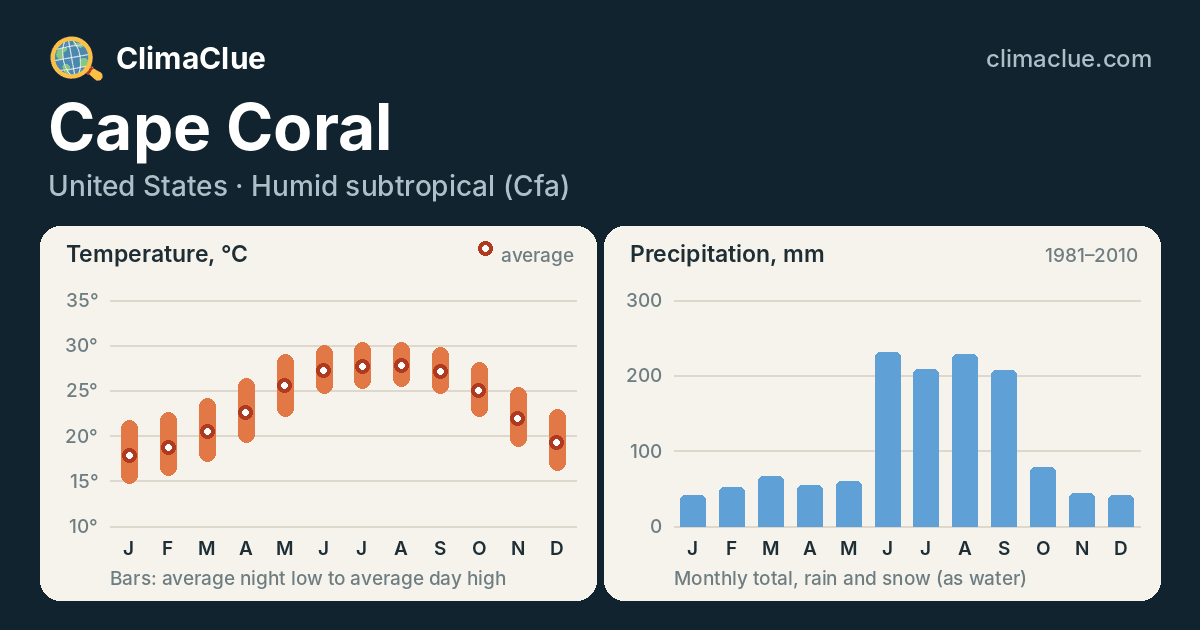 ClimaClue
climaclue.com
Cape Coral
United States · Humid subtropical (Cfa)
Temperature, °C
average
35°
30°
25°
20°
15°
10°
J F M A M J J A S O N D
Bars: average night low to average day high
Precipitation, mm
1981–2010
300
200
100
0
J F M A M J J A S O N D
Monthly total, rain and snow (as water)